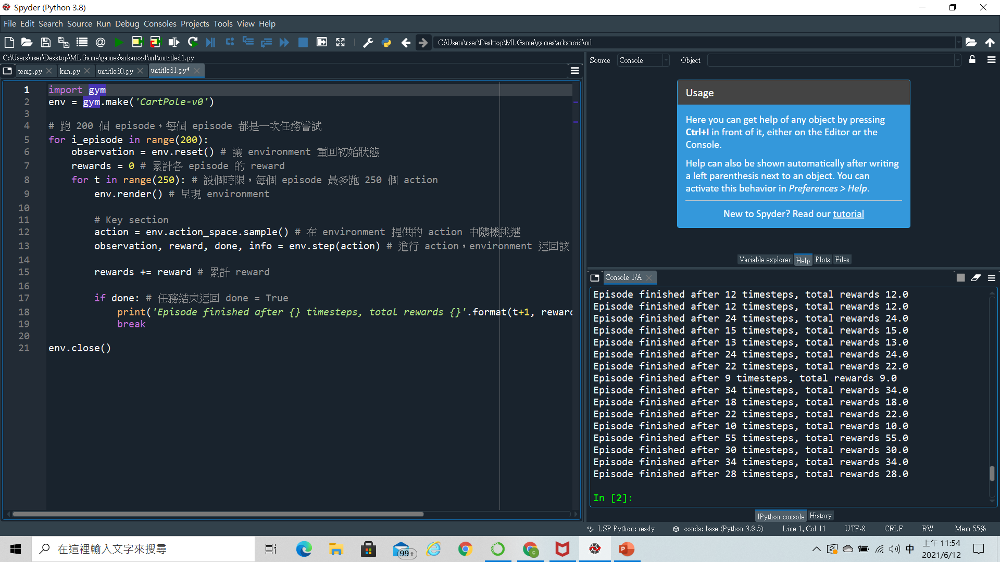 Spyder (Python 3.8)
File Edit Search Source Run Debug Consoles Projects Tools View Help
C:\Users\user\Desktop\MLGame\games\arkanoid\ml
C:\Users\user\Desktop\MLGame\games\arkanoid\ml\untitled1.py
temp.py knn.py untitled0.py untitled1.py*
1 import gym
2 env = gym.make('CartPole-v0')
3
4 # 跑 200 個 episode，每個 episode 都是一次任務嘗試
5 for i_episode in range(200):
6 observation = env.reset() # 讓 environment 重回初始狀態
7 rewards = 0 # 累計各 episode 的 reward
8 for t in range(250): # 設個時限，每個 episode 最多跑 250 個 action
9 env.render() # 呈現 environment
10
11 # Key section
12 action = env.action_space.sample() # 在 environment 提供的 action 中隨機挑選
13 observation, reward, done, info = env.step(action) # 進行 action，environment 返回該
14
15 rewards += reward # 累計 reward
16
17 if done: # 任務結束返回 done = True
18 print('Episode finished after {} timesteps, total rewards {}'.format(t+1, rewar
19 break
20
21 env.close()
Source Console Object
Usage
Here you can get help of any object by pressing
Ctrl+I in front of it, either on the Editor or the
Console.
Help can also be shown automatically after writing
a left parenthesis next to an object. You can
activate this behavior in Preferences > Help.
New to Spyder? Read our tutorial
Variable explorer Help Plots Files
Console 1/A
Episode finished after 12 timesteps, total rewards 12.0
Episode finished after 12 timesteps, total rewards 12.0
Episode finished after 24 timesteps, total rewards 24.0
Episode finished after 15 timesteps, total rewards 15.0
Episode finished after 13 timesteps, total rewards 13.0
Episode finished after 24 timesteps, total rewards 24.0
Episode finished after 22 timesteps, total rewards 22.0
Episode finished after 9 timesteps, total rewards 9.0
Episode finished after 34 timesteps, total rewards 34.0
Episode finished after 18 timesteps, total rewards 18.0
Episode finished after 22 timesteps, total rewards 22.0
Episode finished after 10 timesteps, total rewards 10.0
Episode finished after 55 timesteps, total rewards 55.0
Episode finished after 30 timesteps, total rewards 30.0
Episode finished after 34 timesteps, total rewards 34.0
Episode finished after 28 timesteps, total rewards 28.0
In [2]:
IPython console History
LSP Python: ready conda: base (Python 3.8.5) Line 1, Col 11 UTF-8 CRLF RW Mem 55%
在這裡輸入文字來搜尋
99+
中
上午 11:54
2021/6/12